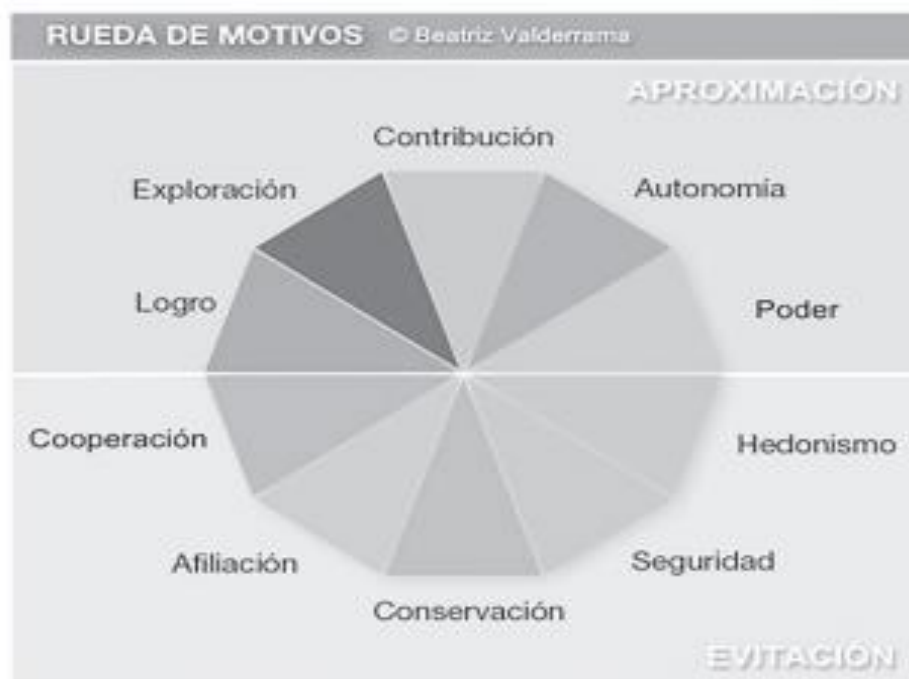 RUEDA DE MOTIVOS © Beatriz Valderrama
APROXIMACIÓN
Contribución
Exploración
Autonomía
Logro
Poder
Cooperación
Hedonismo
Afiliación
Seguridad
Conservación
EVITACIÓN